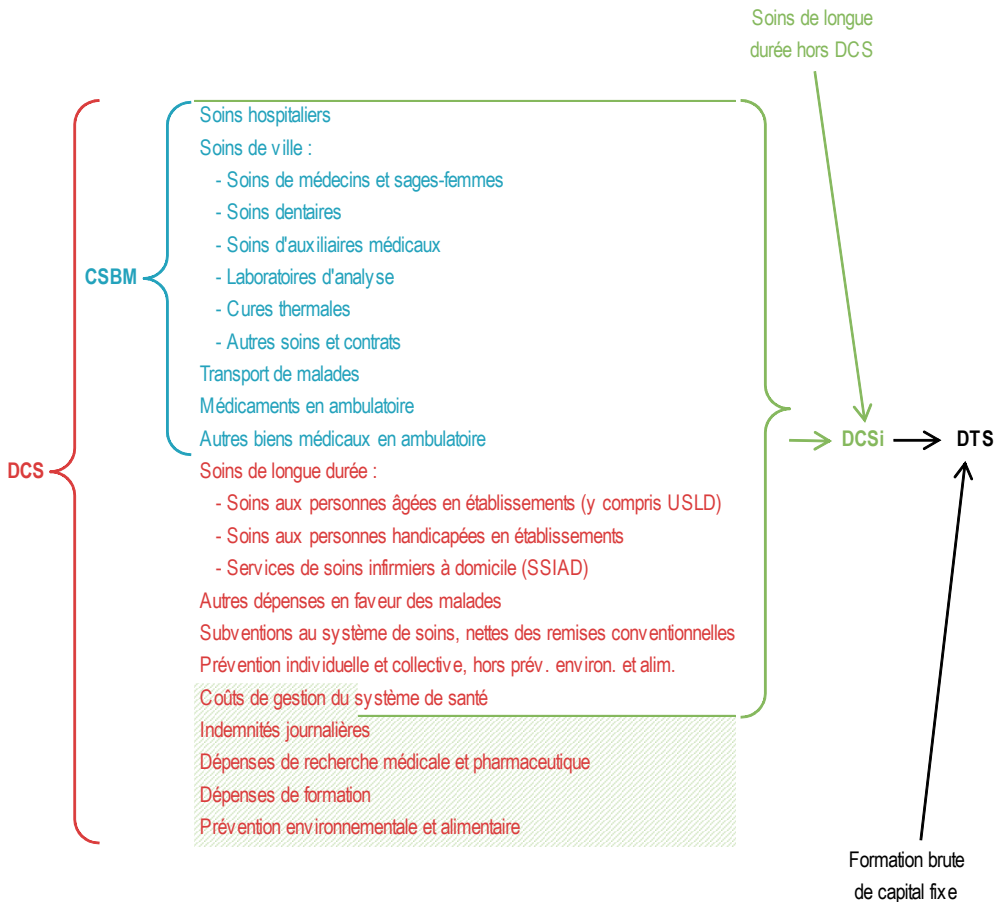 Soins de longue
durée hors DCS
Soins hospitaliers
Soins de ville :
- Soins de médecins et sages-femmes
- Soins dentaires
- Soins d'auxiliaires médicaux
CSBM
- Laboratoires d'analyse
- Cures thermales
- Autres soins et contrats
Transport de malades
Médicaments en ambulatoire
Autres biens médicaux en ambulatoire
DCSi
DTS
DCS
Soins de longue durée :
- Soins aux personnes âgées en établissements (y compris USLD)
- Soins aux personnes handicapées en établissements
- Services de soins infirmiers à domicile (SSIAD)
Autres dépenses en faveur des malades
Subventions au système de soins, nettes des remises conventionnelles
Prévention individuelle et collective, hors prév. environ. et alim.
Coûts de gestion du système de santé
Indemnités journalières
Dépenses de recherche médicale et pharmaceutique
Dépenses de formation
Prévention environnementale et alimentaire
Formation brute
de capital fixe